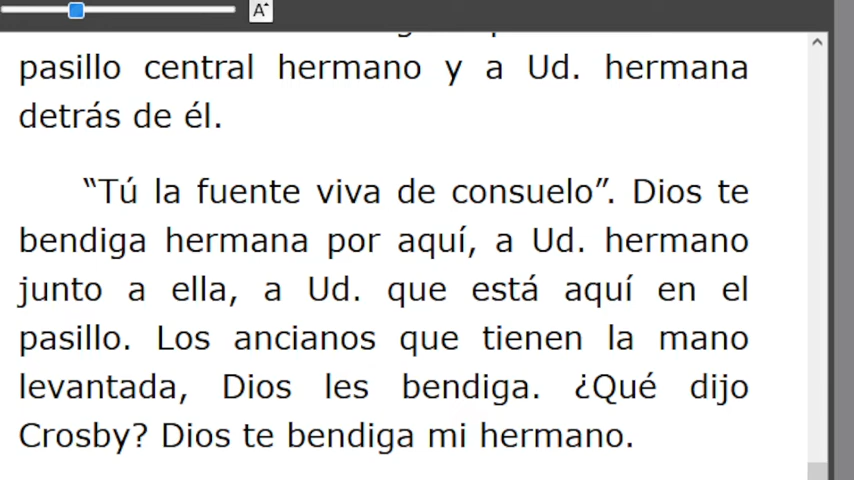 A
pasillo central hermano y a Ud. hermana
detrás de él.
“Tú la fuente viva de consuelo”. Dios te
bendiga hermana por aquí, a Ud. hermano
junto a ella, a Ud. que está aquí en el
pasillo. Los ancianos que tienen la mano
levantada, Dios les bendiga. ¿Qué dijo
Crosby? Dios te bendiga mi hermano.